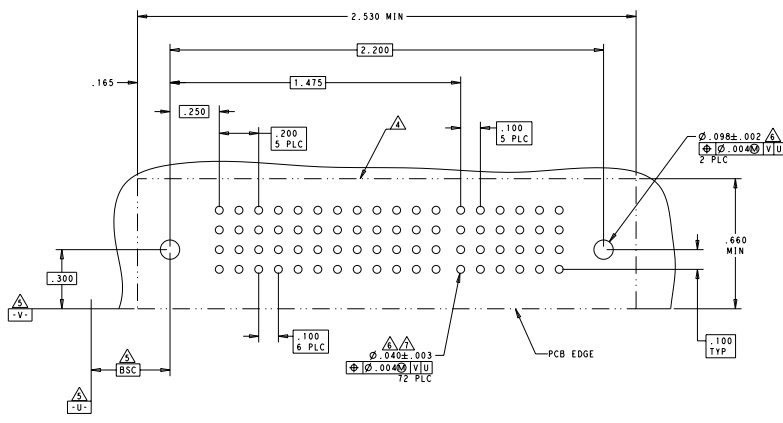 2.530 MIN
2.200
.165
1.475
.250
.200
5 PLC
4
.100
5 PLC
Ø.098±.002 6
⌖ Ø.004Ⓜ V U
2 PLC
.660
MIN
.300
5
-V-
.100
6 PLC
6 7
Ø.040±.003
⌖ Ø.004Ⓜ V U
72 PLC
PCB EDGE
.100
TYP
5
BSC
5
-U-